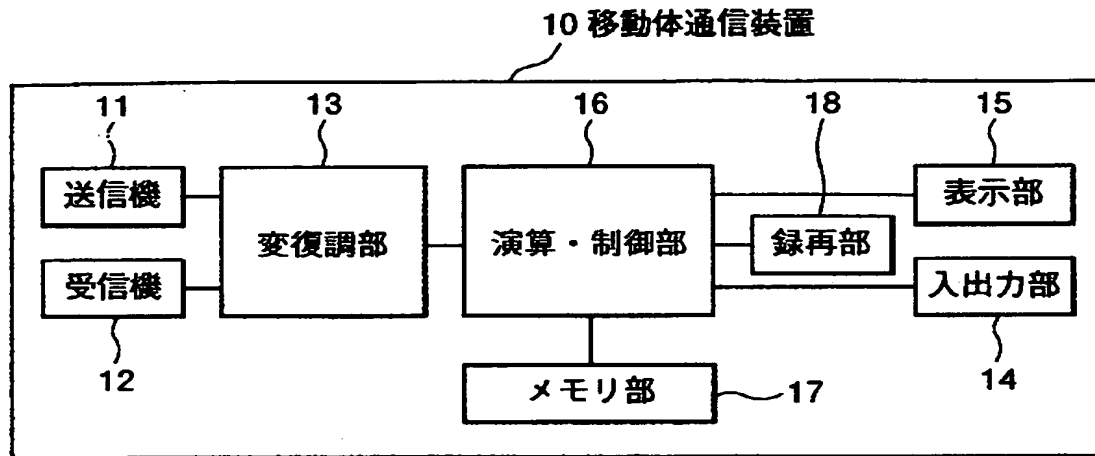 10 移動体通信装置
11
13
16
18
15
送信機
変復調部
演算・制御部
録再部
表示部
受信機
入出力部
12
メモリ部
17
14